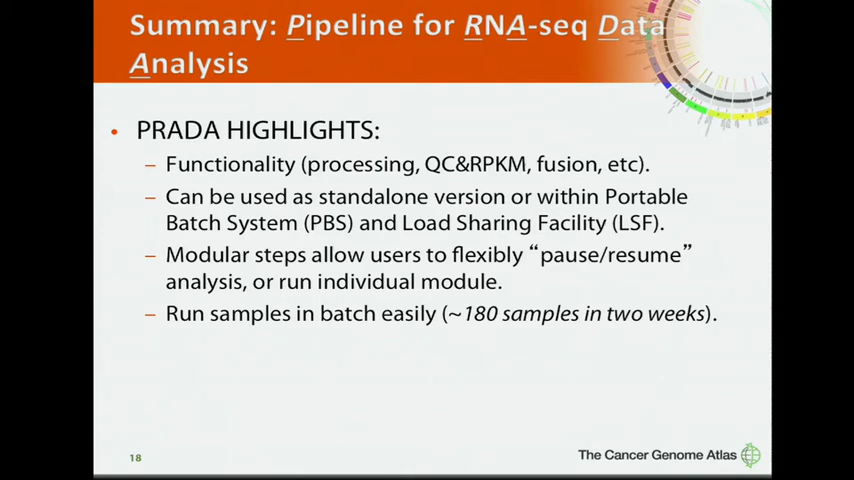 Summary: Pipeline for RNA-seq Data
Analysis
• PRADA HIGHLIGHTS:
– Functionality (processing, QC&RPKM, fusion, etc).
– Can be used as standalone version or within Portable
Batch System (PBS) and Load Sharing Facility (LSF).
– Modular steps allow users to flexibly “pause/resume”
analysis, or run individual module.
– Run samples in batch easily (~180 samples in two weeks).
18
The Cancer Genome Atlas